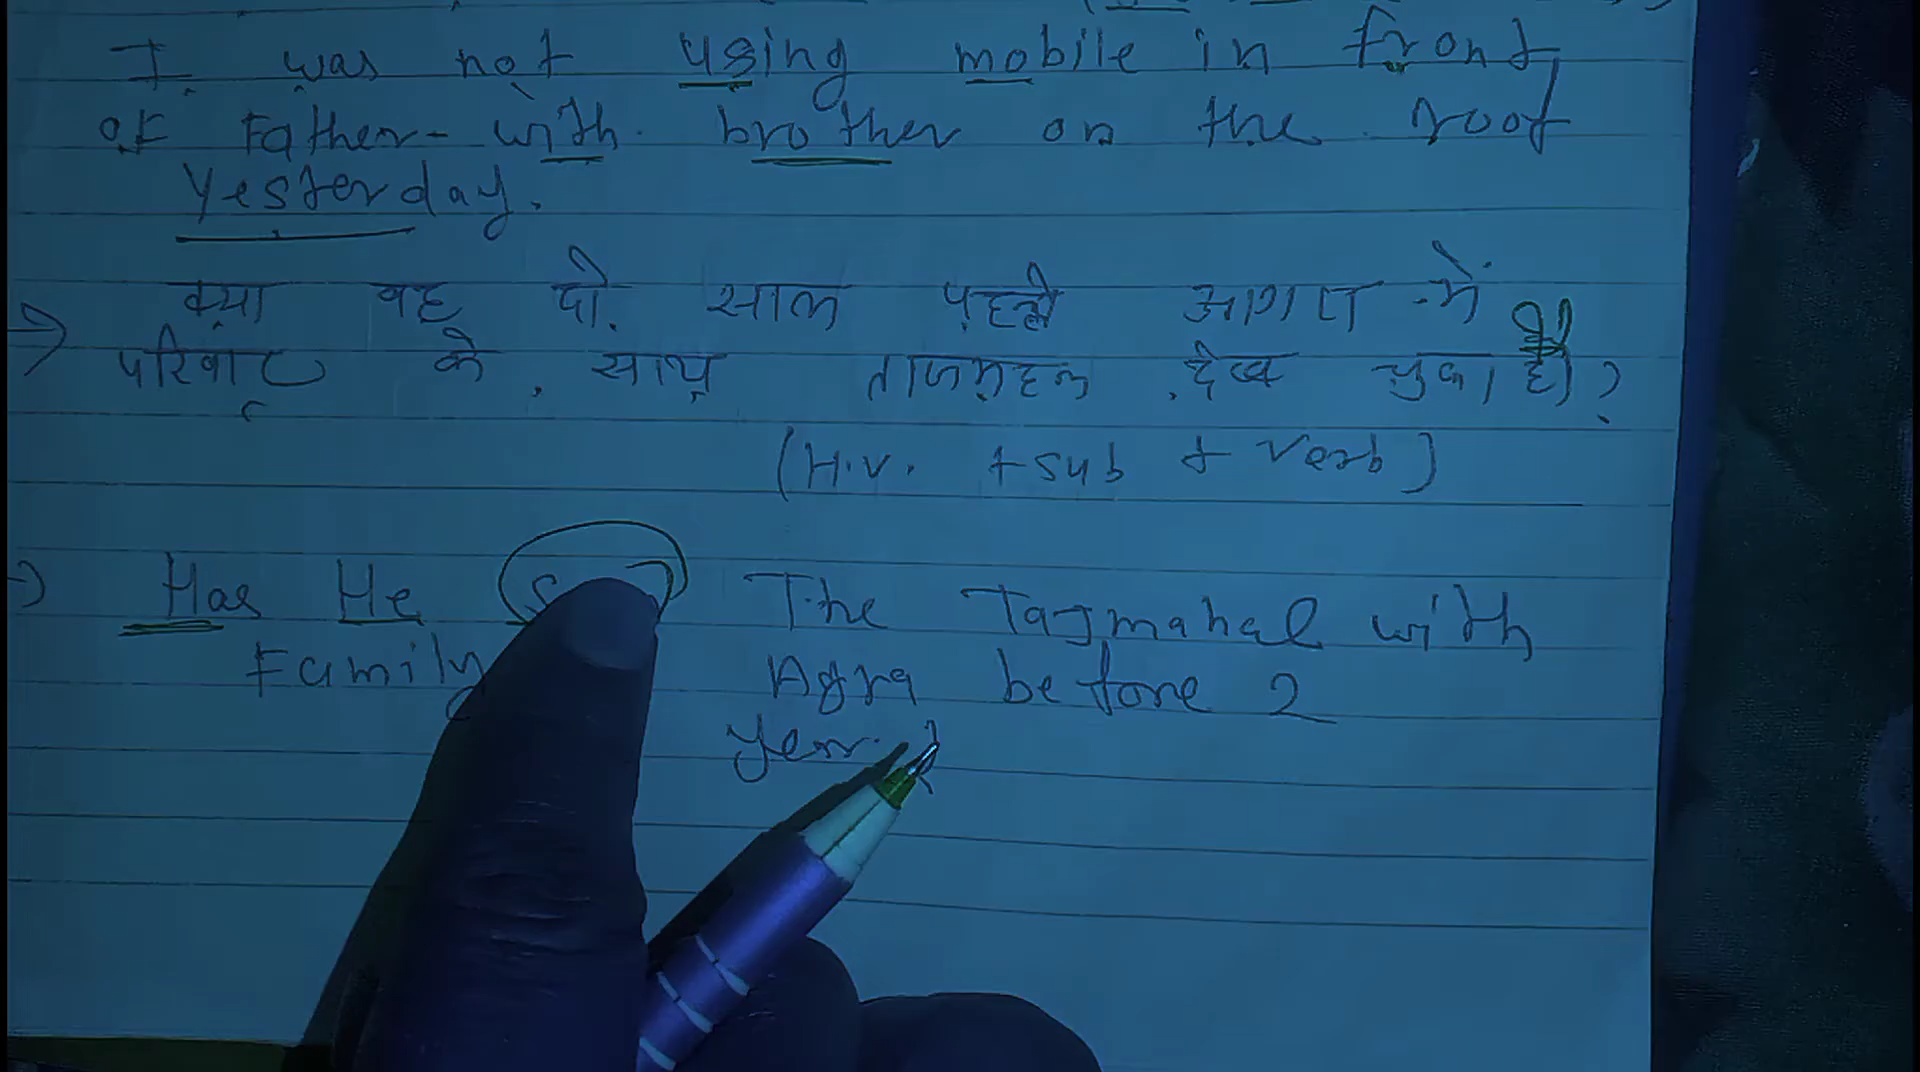 I was not using mobile in front
of Father with brother on the roof
Yesterday.
→ क्या वह दो साल पहले आगरा में
परिवार के साथ ताजमहल देख चुका है?
(H.v. + sub + verb)
→ Has He The Tagmahal with
Family Agra before 2
year ?